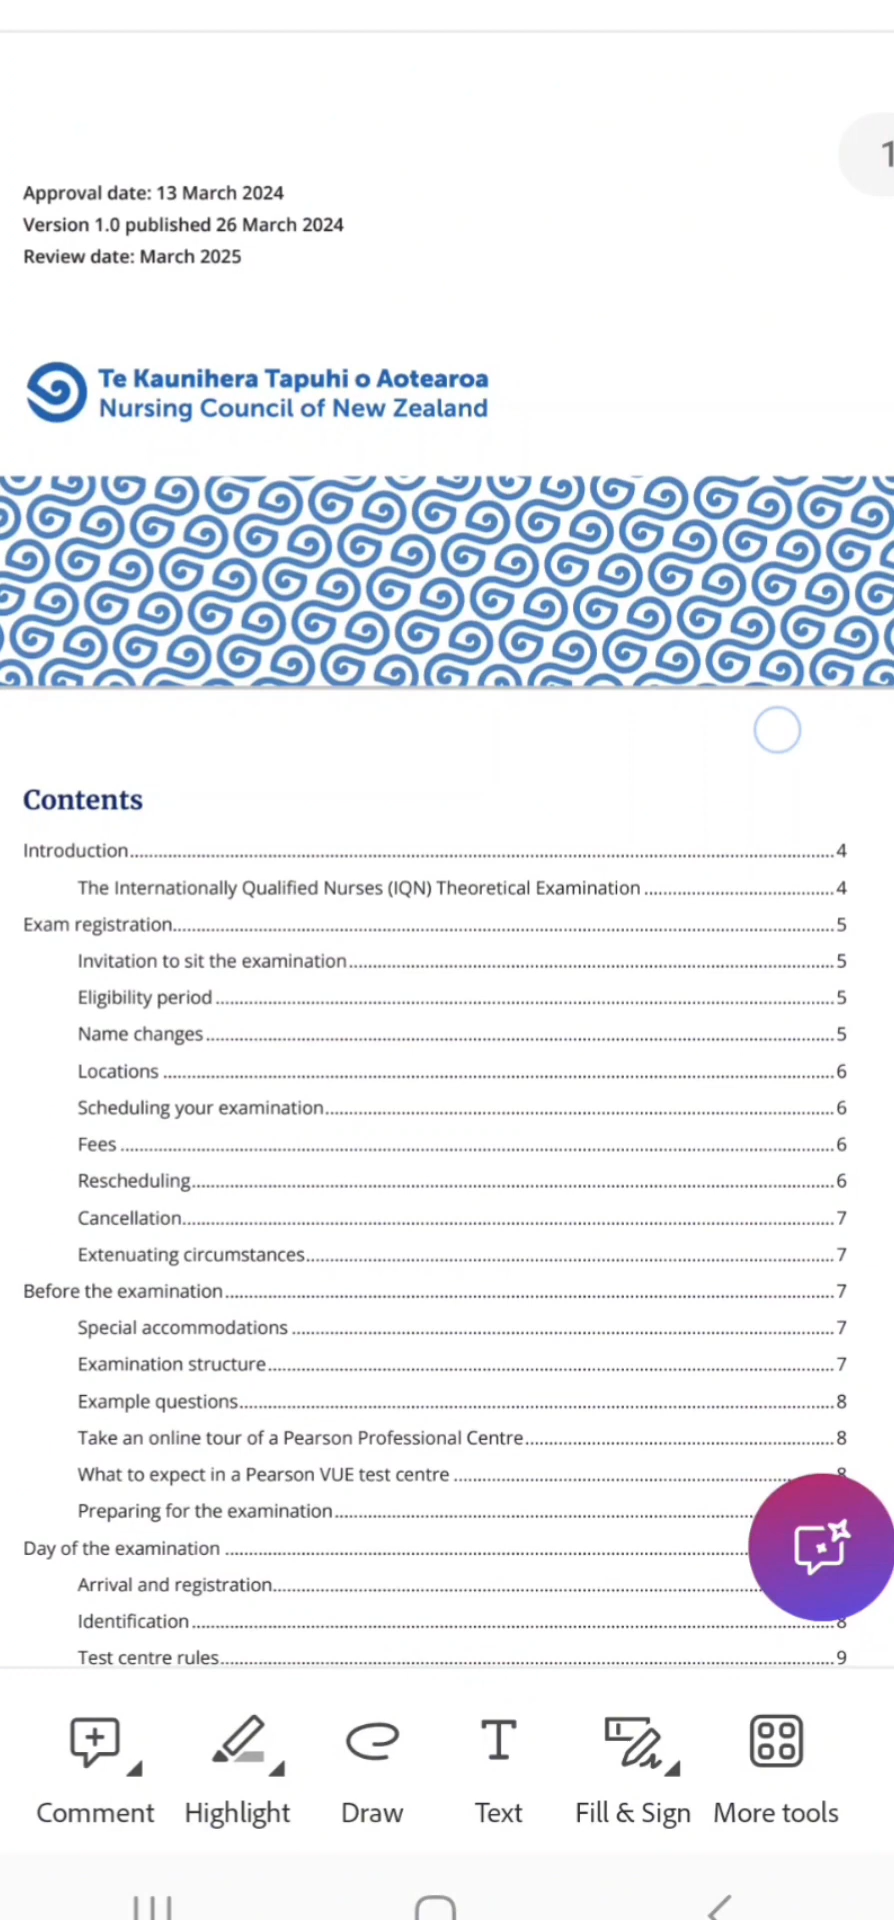 1
Approval date: 13 March 2024
Version 1.0 published 26 March 2024
Review date: March 2025
Te Kaunihera Tapuhi o Aotearoa
Nursing Council of New Zealand
Contents
Introduction 4
The Internationally Qualified Nurses (IQN) Theoretical Examination 4
Exam registration 5
Invitation to sit the examination 5
Eligibility period 5
Name changes 5
Locations 6
Scheduling your examination 6
Fees 6
Rescheduling 6
Cancellation 7
Extenuating circumstances 7
Before the examination 7
Special accommodations 7
Examination structure 7
Example questions 8
Take an online tour of a Pearson Professional Centre 8
What to expect in a Pearson VUE test centre 8
Preparing for the examination
Day of the examination
Arrival and registration
Identification 8
Test centre rules 9
Comment Highlight Draw Text Fill & Sign More tools